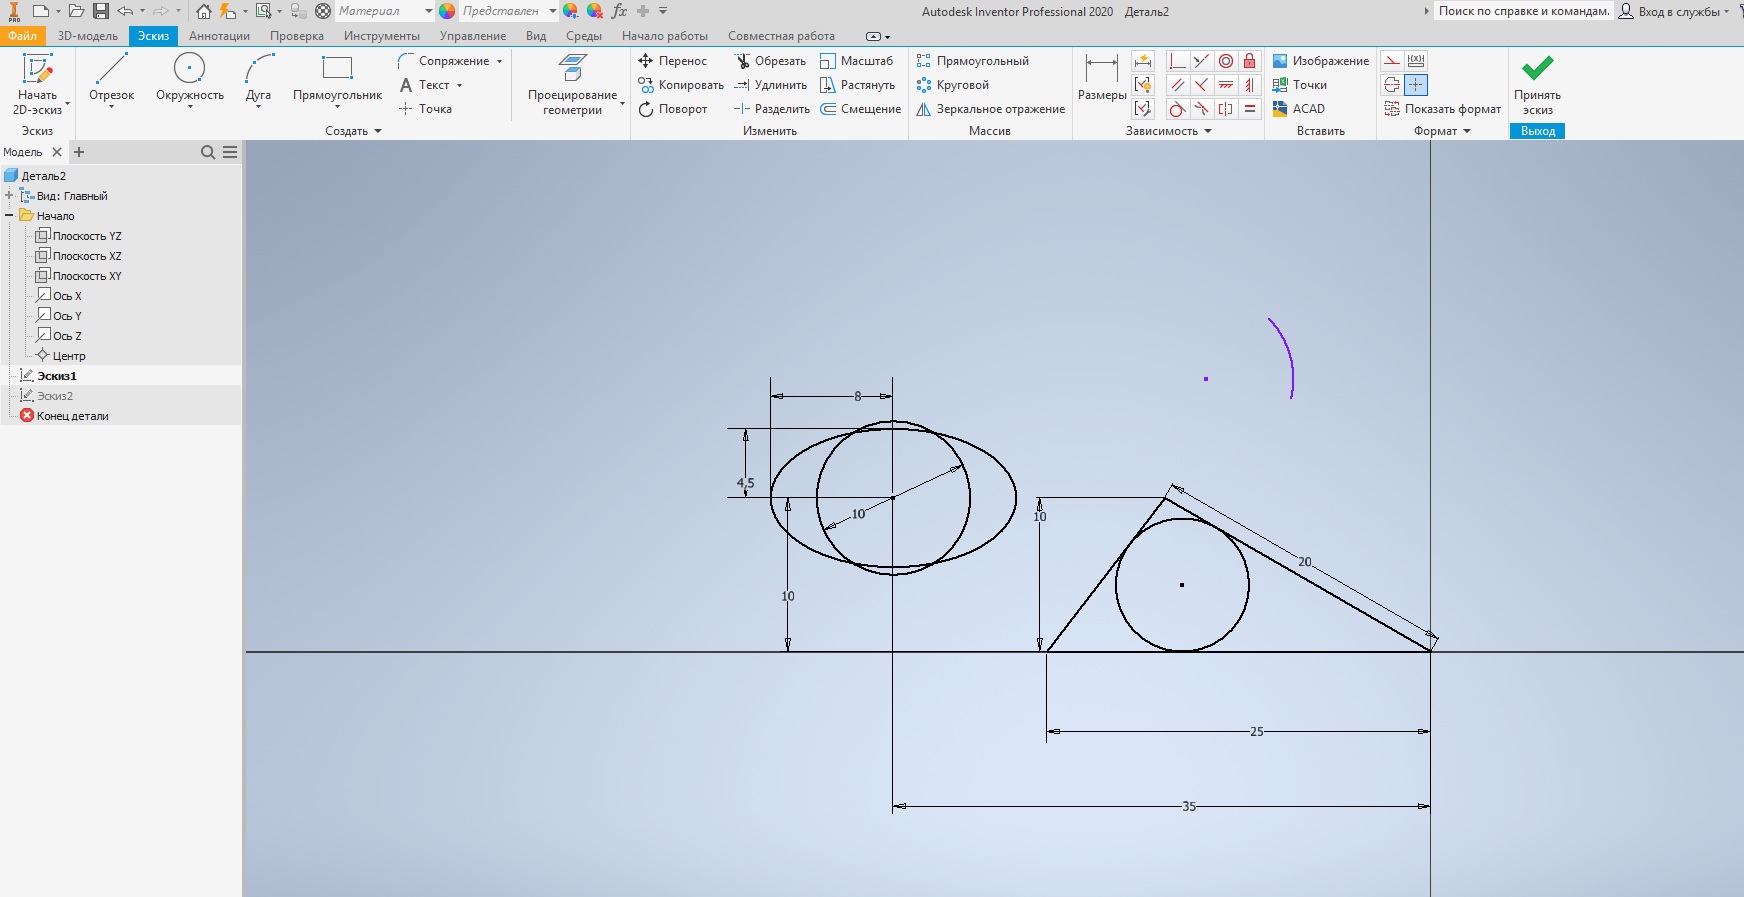 PRO Материал Представлен fx Autodesk Inventor Professional 2020 Деталь2 Поиск по справке и командам. Вход в службы
Файл 3D-модель Эскиз Аннотации Проверка Инструменты Управление Вид Среды Начало работы Совместная работа
Начать
2D-эскиз
Эскиз
Отрезок Окружность Дуга Прямоугольник
Сопряжение
A Текст
Точка
Создать
Проецирование
геометрии
Перенос Обрезать Масштаб
Копировать Удлинить Растянуть
Поворот Разделить Смещение
Изменить
Прямоугольный
Круговой
Зеркальное отражение
Массив
Размеры
Зависимость
Изображение
Точки
ACAD
Вставить
Показать формат
Формат
Принять
эскиз
Выход
Модель
Деталь2
Вид: Главный
Начало
Плоскость YZ
Плоскость XZ
Плоскость XY
Ось X
Ось Y
Ось Z
Центр
Эскиз1
Эскиз2
Конец детали
8
4,5
10
10
10
20
25
35